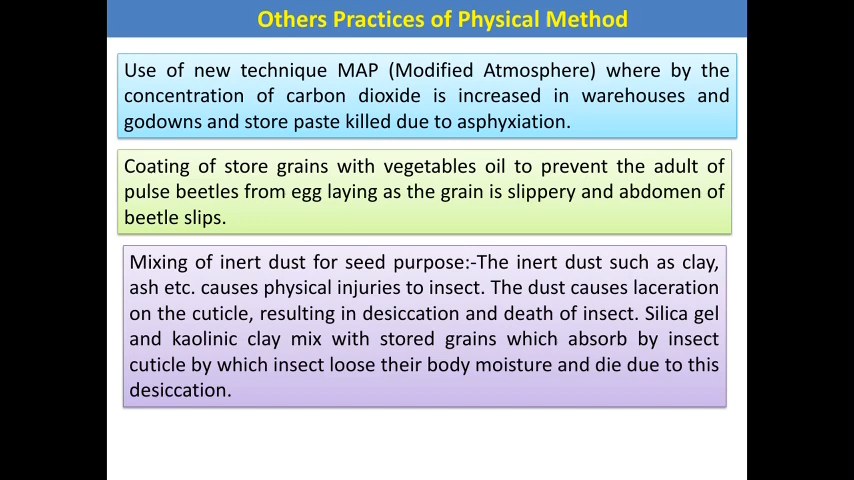 Others Practices of Physical Method
Use of new technique MAP (Modified Atmosphere) where by the
concentration of carbon dioxide is increased in warehouses and
godowns and store paste killed due to asphyxiation.
Coating of store grains with vegetables oil to prevent the adult of
pulse beetles from egg laying as the grain is slippery and abdomen of
beetle slips.
Mixing of inert dust for seed purpose:-The inert dust such as clay,
ash etc. causes physical injuries to insect. The dust causes laceration
on the cuticle, resulting in desiccation and death of insect. Silica gel
and kaolinic clay mix with stored grains which absorb by insect
cuticle by which insect loose their body moisture and die due to this
desiccation.